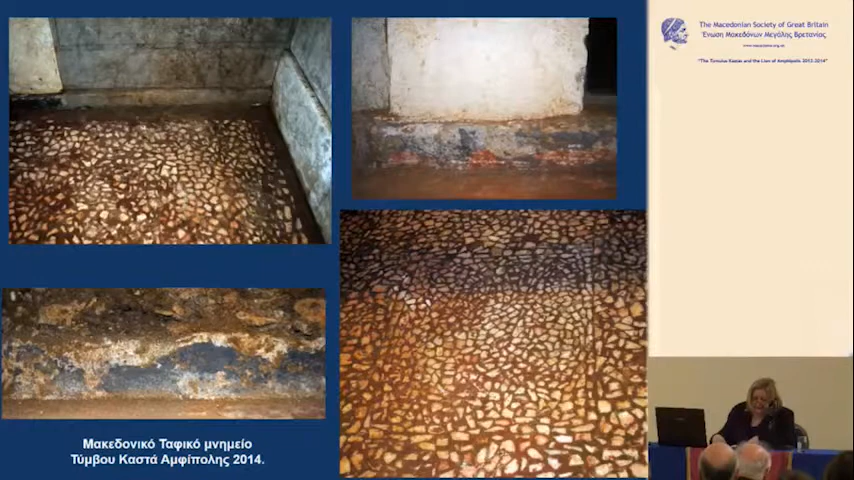 The Macedonian Society of Great Britain
Ένωση Μακεδόνων Μεγάλης Βρετανίας
"The Tumulus Kastas and the Lion of Amphipolis 2012-2014"
Μακεδονικό Ταφικό μνημείο
Τύμβου Καστά Αμφίπολης 2014.